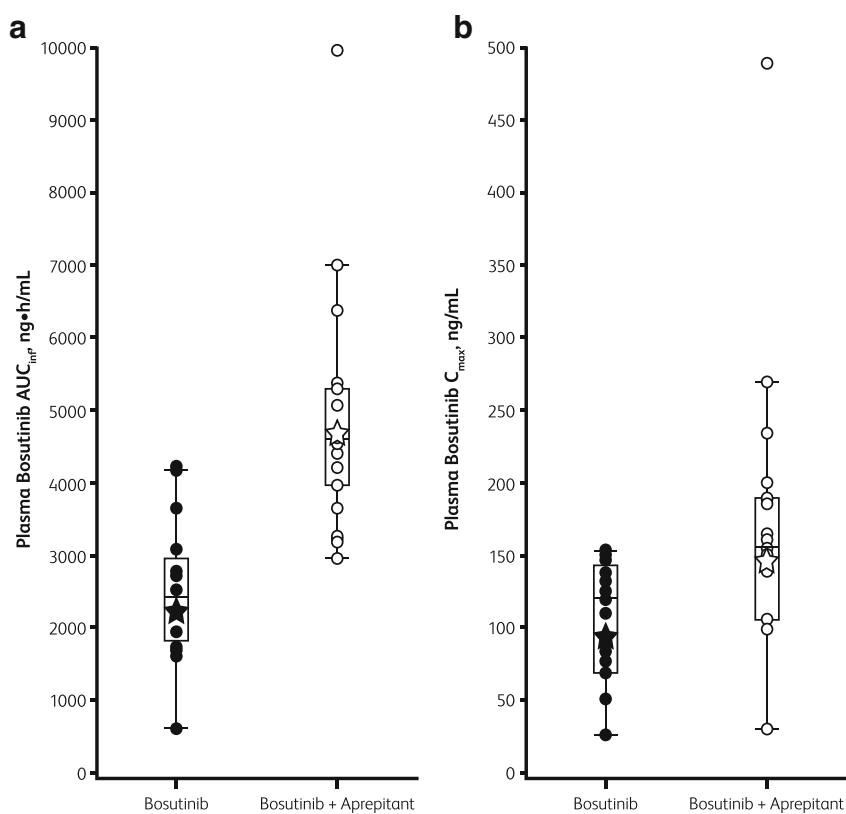 a
10000
9000
8000
7000
6000
5000
4000
3000
2000
1000
0
Plasma Bosutinib AUCinf, ng•h/mL
Bosutinib
Bosutinib + Aprepitant
b
500
450
400
350
300
250
200
150
100
50
0
Plasma Bosutinib Cmax, ng/mL
Bosutinib
Bosutinib + Aprepitant